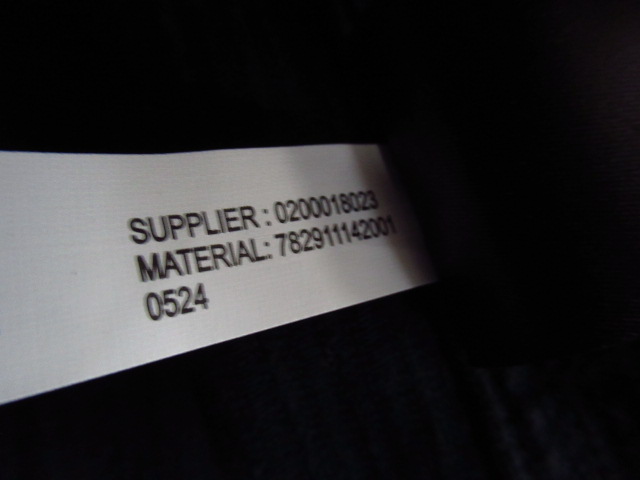 SUPPLIER : 0200018023
MATERIAL: 782911142001
0524